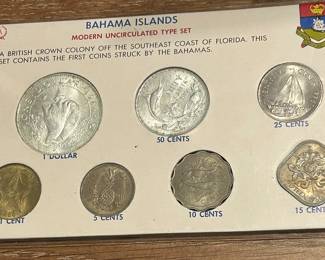 BAHAMA ISLANDS
MODERN UNCIRCULATED TYPE SET
A BRITISH CROWN COLONY OFF THE SOUTHEAST COAST OF FLORIDA. THIS
SET CONTAINS THE FIRST COINS STRUCK BY THE BAHAMAS.
1 DOLLAR
50 CENTS
25 CENTS
1 CENT
5 CENTS
10 CENTS
15 CENTS